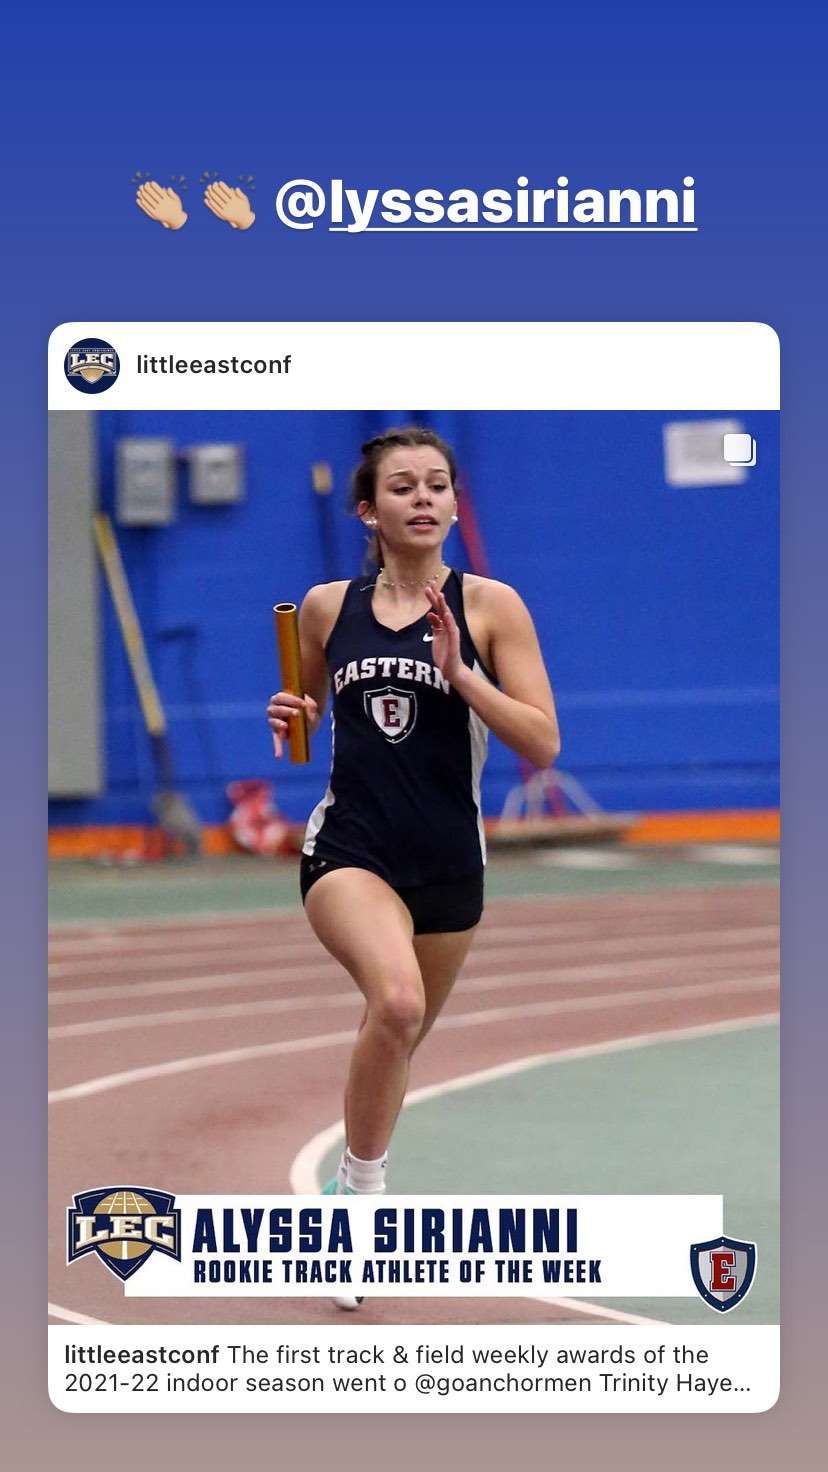 👏🏼👏🏼 @lyssasirianni
LEC
littleeastconf
EASTERN
E
LEC
ALYSSA SIRIANNI
ROOKIE TRACK ATHLETE OF THE WEEK
E
littleeastconf The first track & field weekly awards of the
2021-22 indoor season went o @goanchormen Trinity Haye...